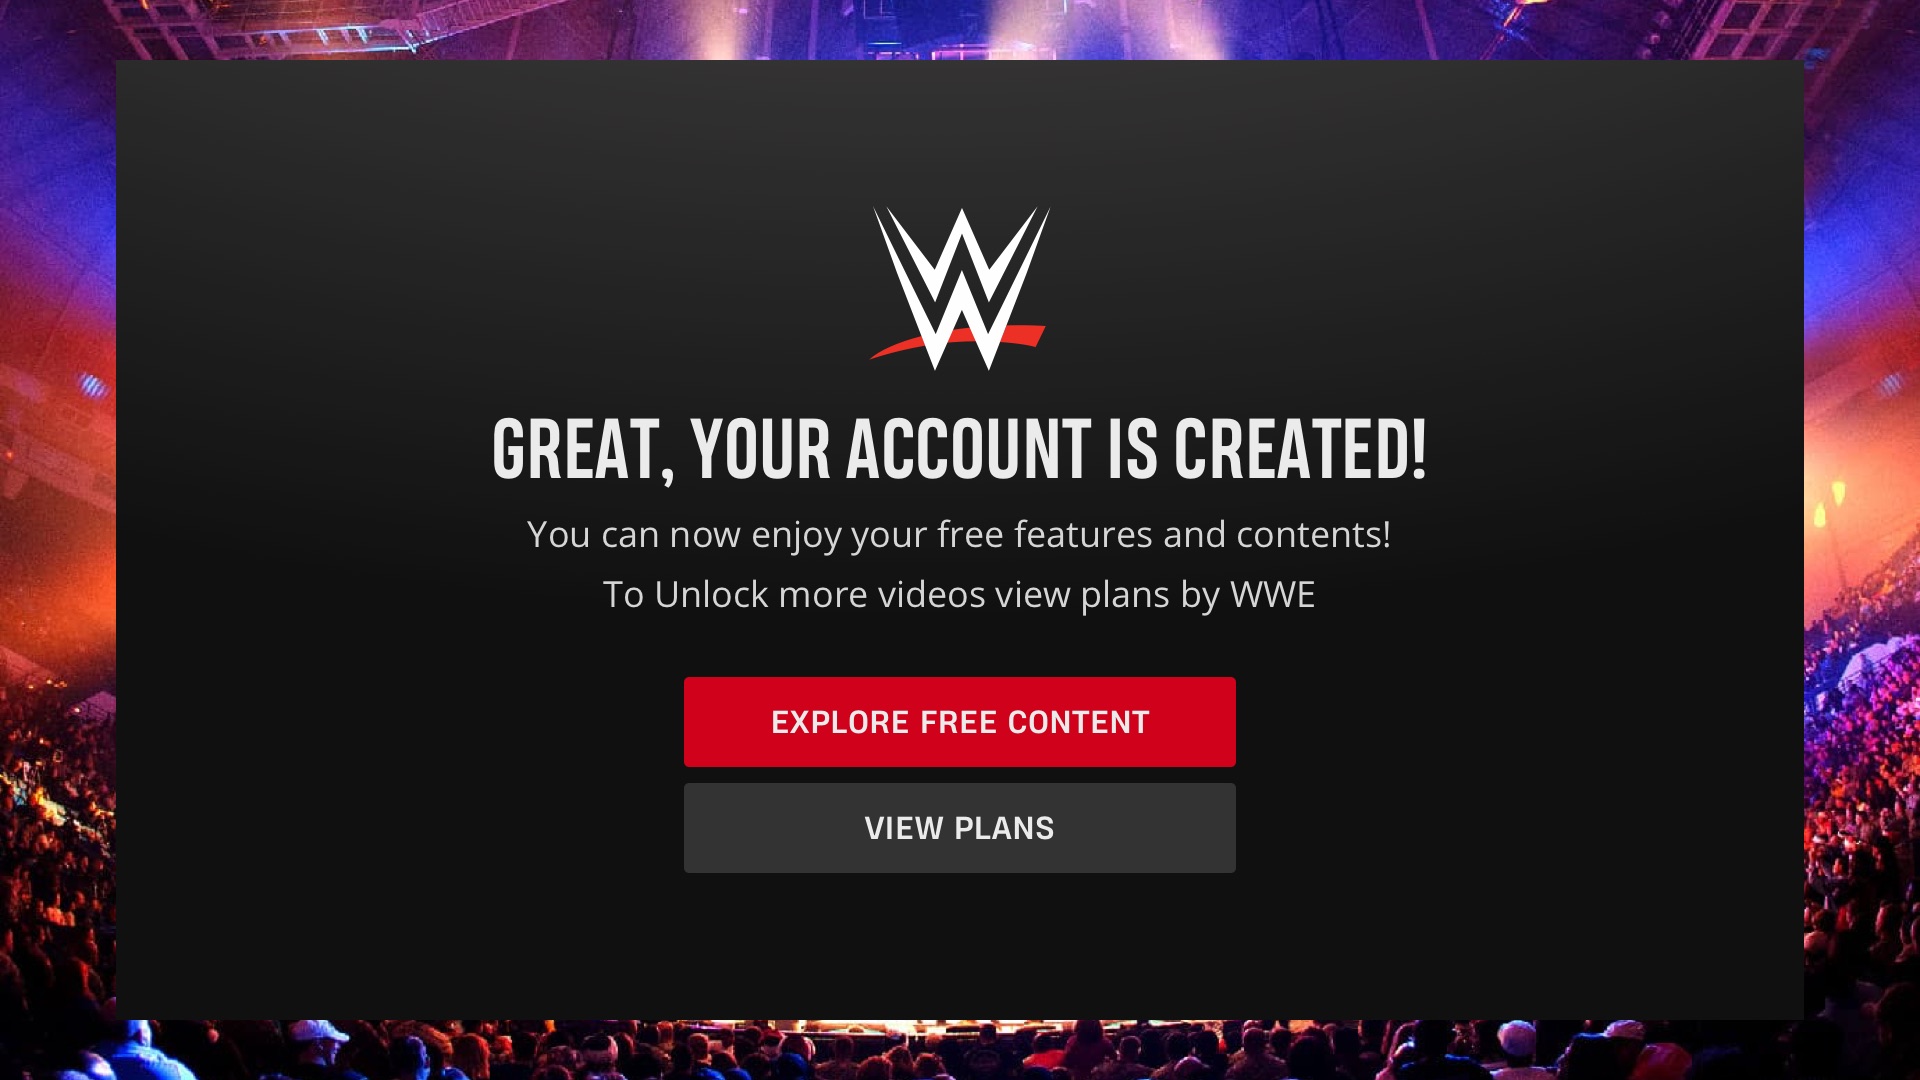 GREAT, YOUR ACCOUNT IS CREATED!
You can now enjoy your free features and contents!
To Unlock more videos view plans by WWE
EXPLORE FREE CONTENT
VIEW PLANS